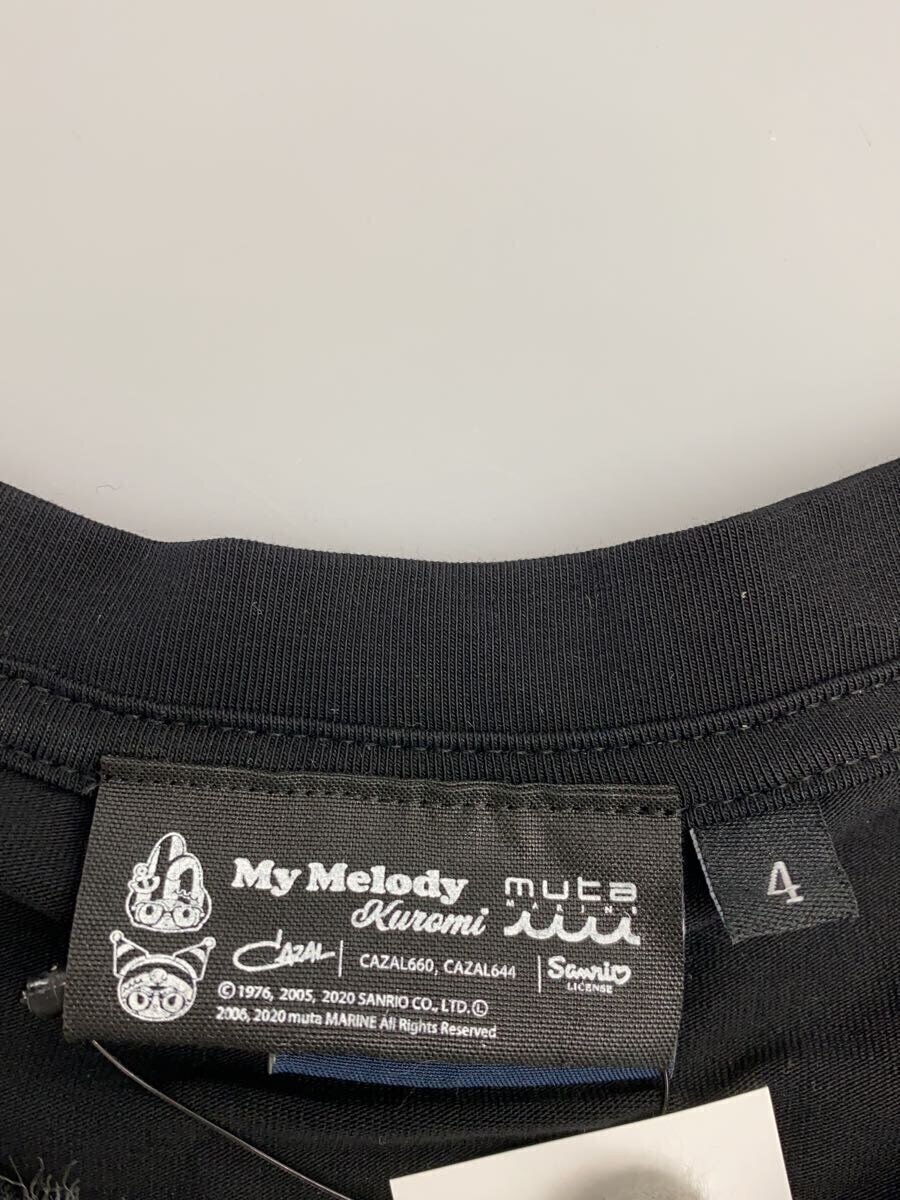 My Melody
Kuromi
muta
MARINE
CAZAL
CAZAL660, CAZAL644
Sanrio
LICENSE
©1976, 2005, 2020 SANRIO CO., LTD.Ⓛ
2006, 2020 muta MARINE All Rights Reserved
4